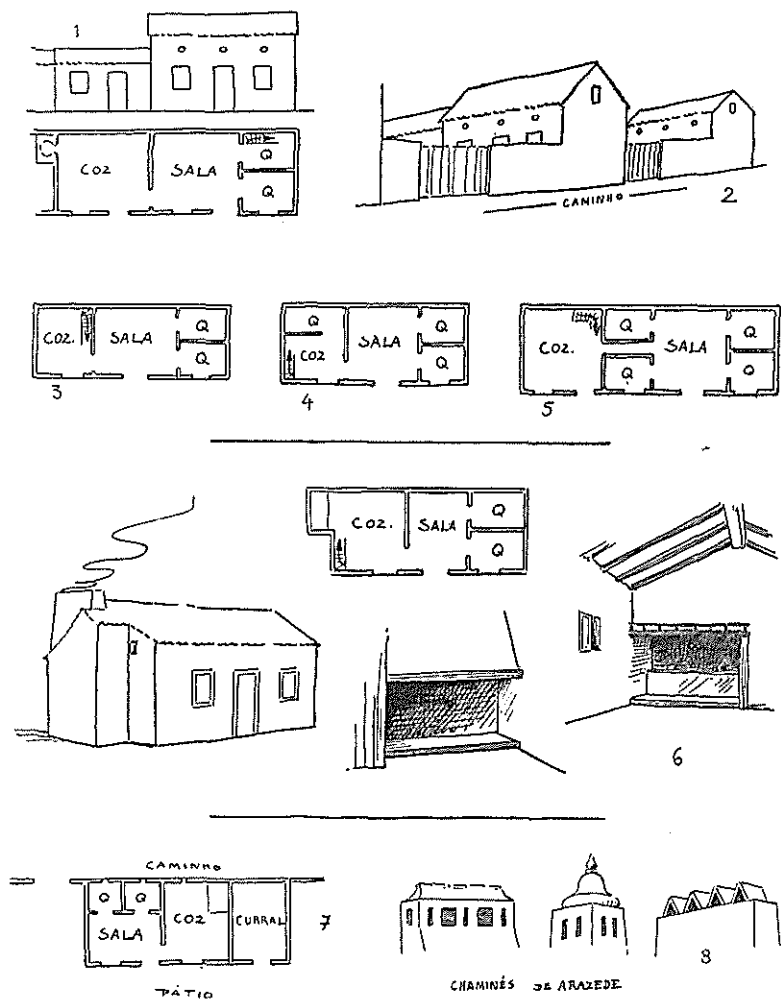 1
COZ
SALA
Q
Q
CAMINHO
2
COZ.
SALA
Q
Q
3
Q
COZ
SALA
Q
Q
4
COZ.
Q
Q
SALA
Q
Q
5
COZ.
SALA
Q
Q
6
CAMINHO
Q
Q
SALA
COZ
CURRAL
7
PÁTIO
8
CHAMINÉS DE ARAZEDE